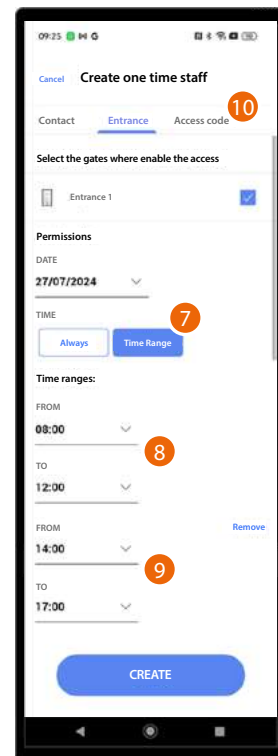 09:25 G
Cancel Create one time staff
10
Contact Entrance Access code
Select the gates where enable the access
Entrance 1
Permissions
DATE
27/07/2024
TIME
7
Always Time Range
Time ranges:
FROM
08:00
8
TO
12:00
FROM Remove
14:00
9
TO
17:00
CREATE